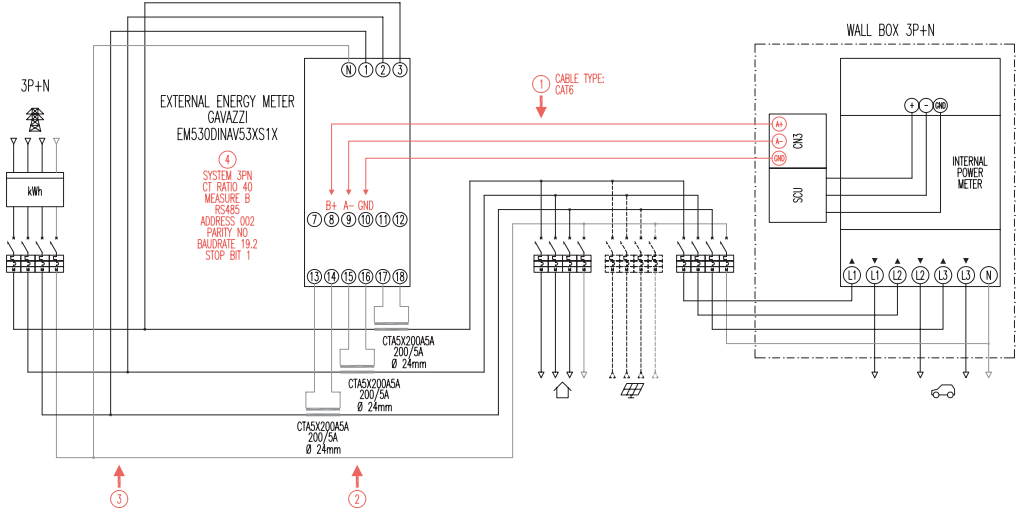 WALL BOX 3P+N
3P+N
kWh
EXTERNAL ENERGY METER
GAVAZZI
EM530DINAV53XS1X
4
SYSTEM 3PN
CT RATIO 40
MEASURE B
RS485
ADDRESS 002
PARITY NO
BAUDRATE 19.2
STOP BIT 1
N 1 2 3
B+ A- GND
7 8 9 10 11 12
13 14 15 16 17 18
1
CABLE TYPE:
CAT6
A+
A-
GND
CN3
SCU
+ - GND
INTERNAL
POWER
METER
L1 L1 L2 L2 L3 L3 N
CTA5X200A5A
200/5A
Ø 24mm
CTA5X200A5A
200/5A
Ø 24mm
CTA5X200A5A
200/5A
Ø 24mm
3
2